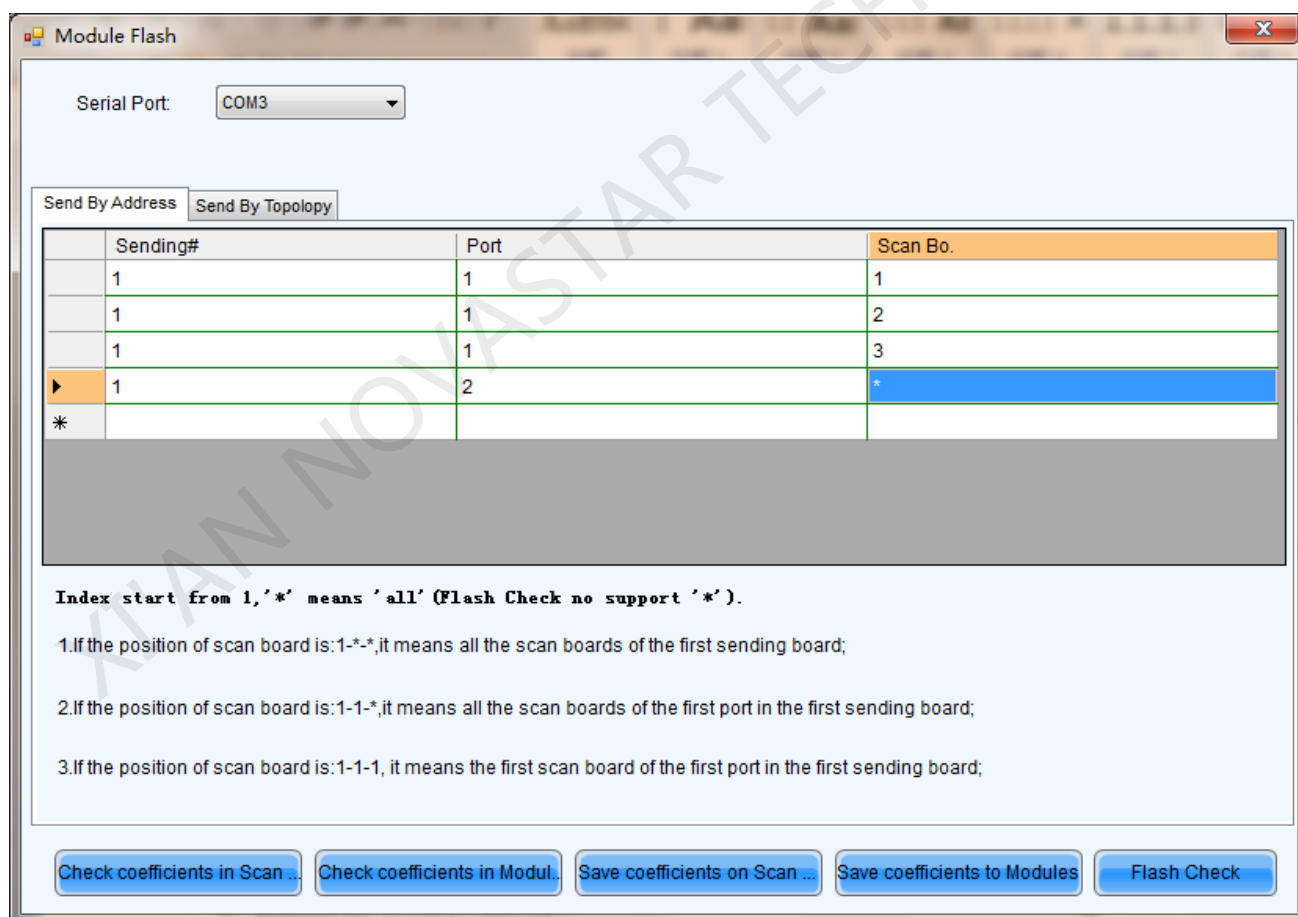 Module Flash
Serial Port: COM3
Send By Address Send By Topolopy
Sending# Port Scan Bo.
1 1 1
1 1 2
1 1 3
1 2 *
*
Index start from 1,'*' means 'all'(Flash Check no support '*').
1.If the position of scan board is:1-*-*,it means all the scan boards of the first sending board;
2.If the position of scan board is:1-1-*,it means all the scan boards of the first port in the first sending board;
3.If the position of scan board is:1-1-1, it means the first scan board of the first port in the first sending board;
Check coefficients in Scan ... Check coefficients in Modul.. Save coefficients on Scan ... Save coefficients to Modules Flash Check
XI'AN NOVASTAR TECH